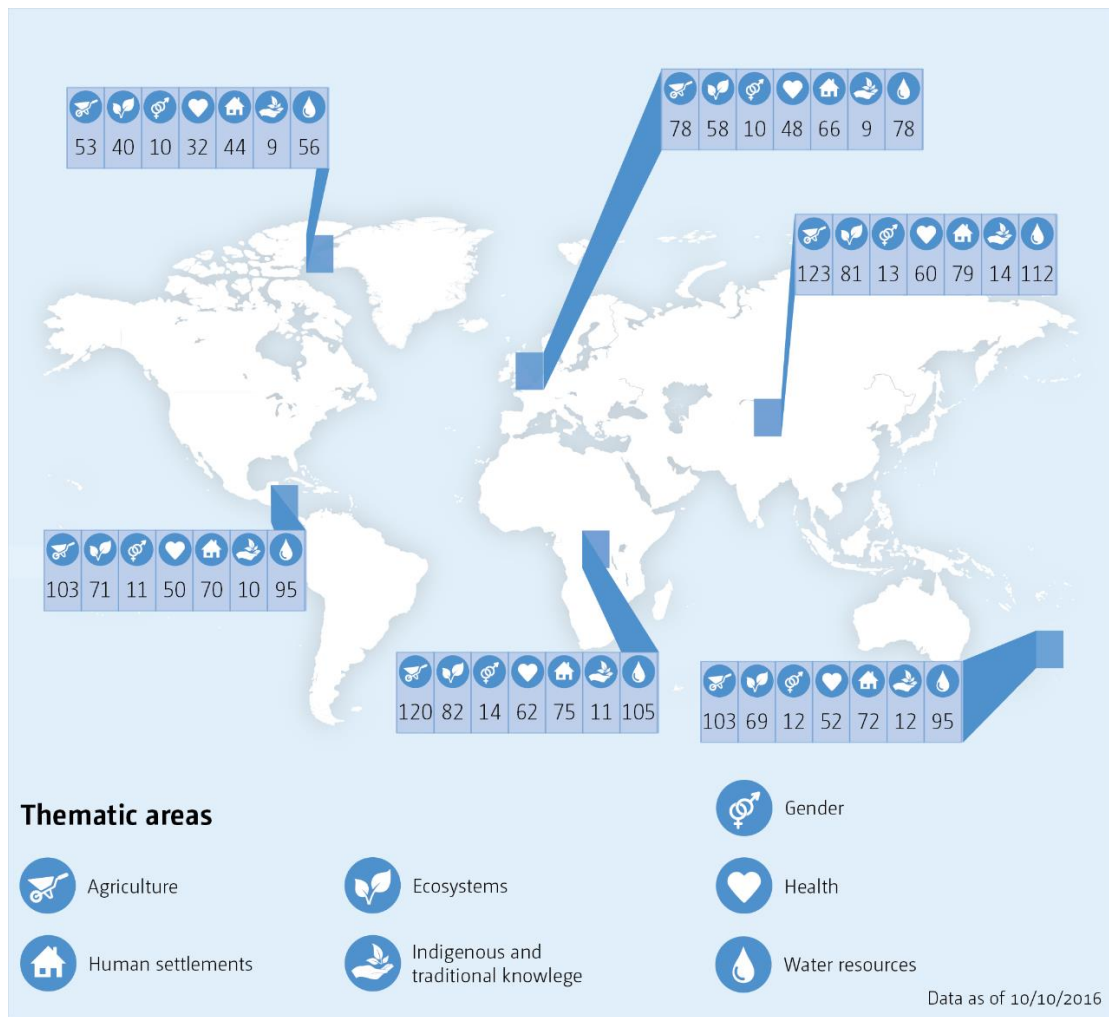 53 40 10 32 44 9 56
78 58 10 48 66 9 78
123 81 13 60 79 14 112
103 71 11 50 70 10 95
120 82 14 62 75 11 105
103 69 12 52 72 12 95
Thematic areas
Agriculture
Human settlements
Ecosystems
Indigenous and
traditional knowlege
Gender
Health
Water resources
Data as of 10/10/2016